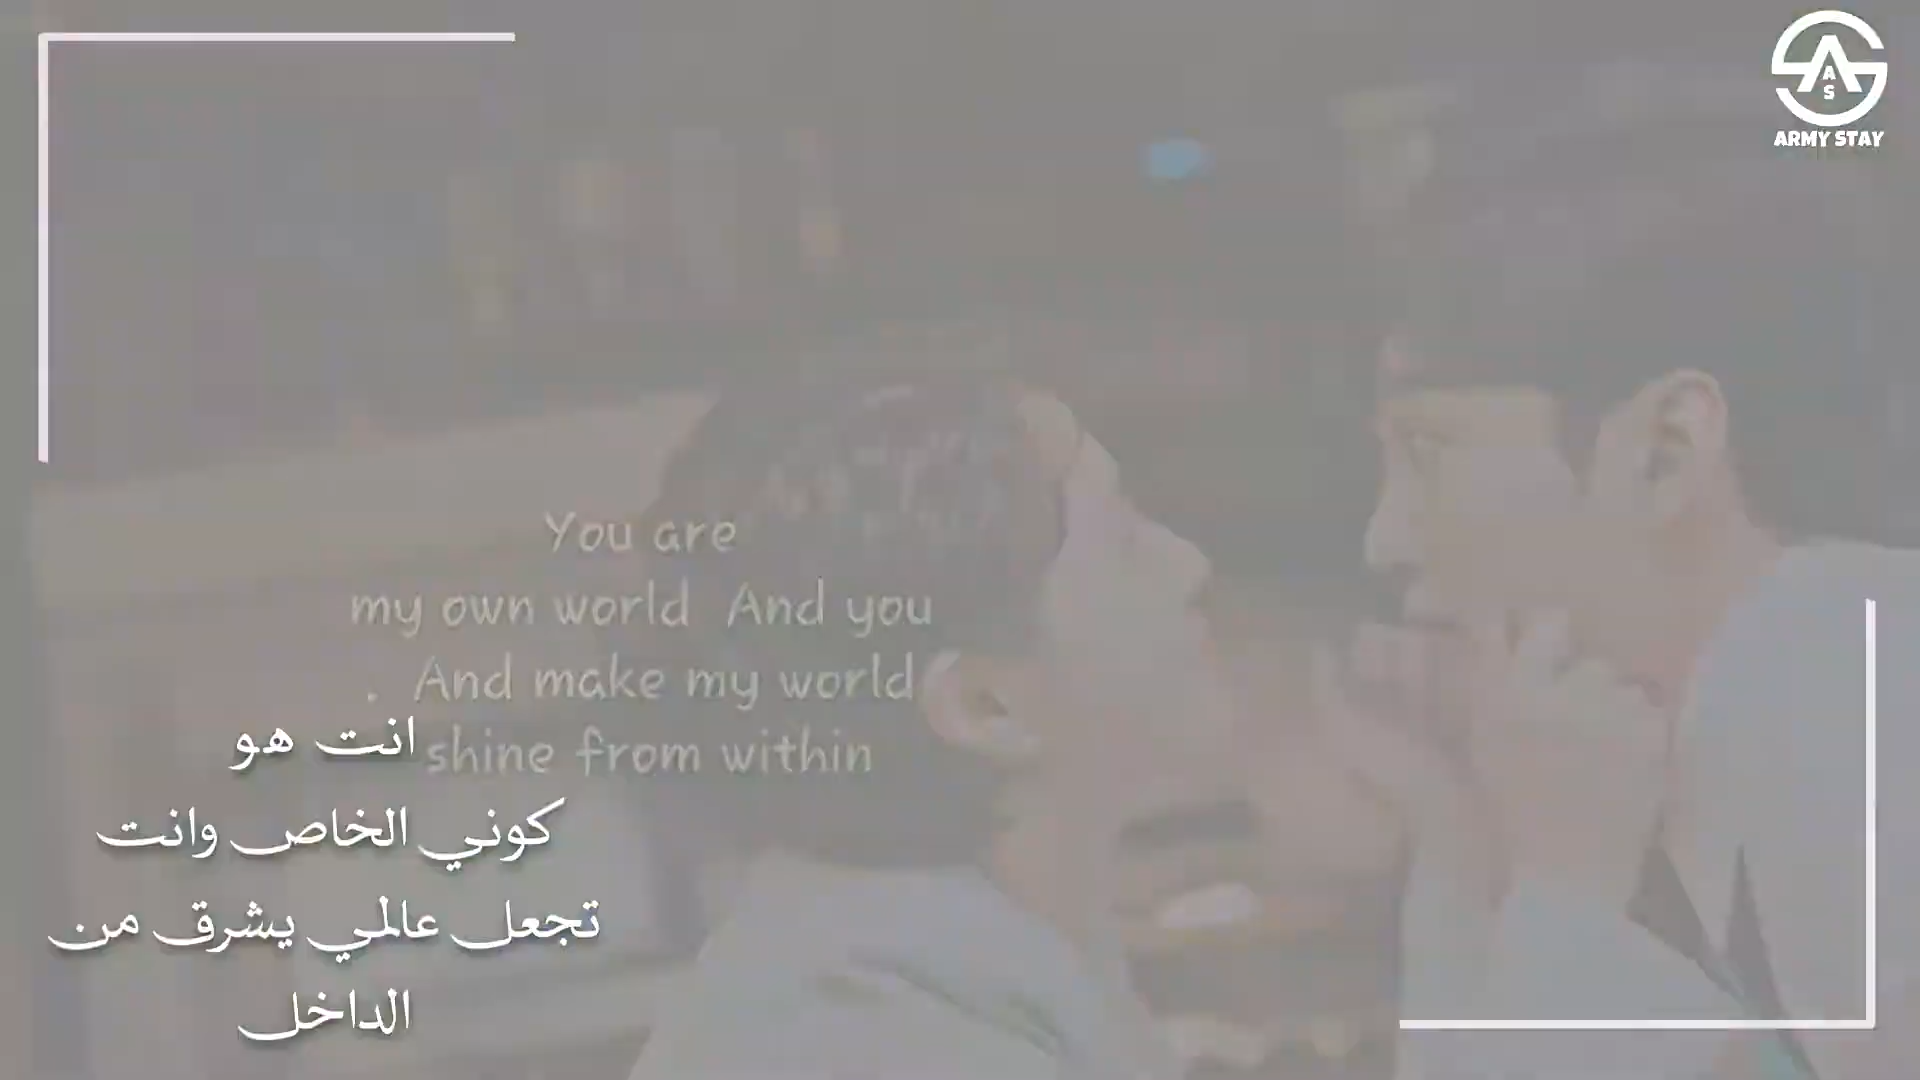 A
S
ARMY STAY
You are
my own world And you
. And make my world
shine from within
انت هو
كوني الخاص وانت
تجعل عالمي يشرق من
الداخل